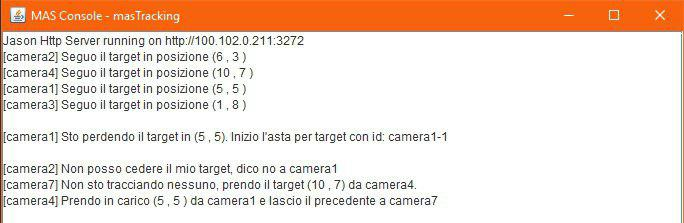 MAS Console - masTracking
Jason Http Server running on http://100.102.0.211:3272
[camera2] Seguo il target in posizione (6 , 3 )
[camera4] Seguo il target in posizione (10 , 7 )
[camera1] Seguo il target in posizione (5 , 5 )
[camera3] Seguo il target in posizione (1 , 8 )
[camera1] Sto perdendo il target in (5 , 5). Inizio l'asta per target con id: camera1-1
[camera2] Non posso cedere il mio target, dico no a camera1
[camera7] Non sto tracciando nessuno, prendo il target (10 , 7) da camera4.
[camera4] Prendo in carico (5 , 5 ) da camera1 e lascio il precedente a camera7